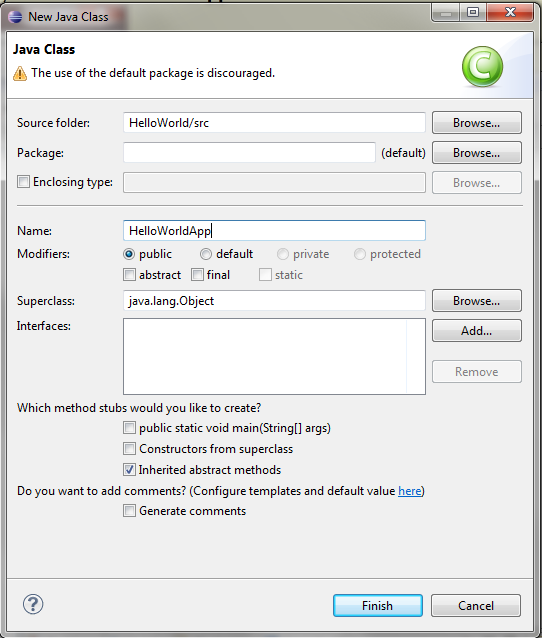 New Java Class
Java Class
The use of the default package is discouraged.
Source folder: HelloWorld/src Browse...
Package: (default) Browse...
Enclosing type: Browse...
Name: HelloWorldApp
Modifiers: public default private protected
abstract final static
Superclass: java.lang.Object Browse...
Interfaces: Add...
Remove
Which method stubs would you like to create?
public static void main(String[] args)
Constructors from superclass
Inherited abstract methods
Do you want to add comments? (Configure templates and default value here)
Generate comments
? Finish Cancel